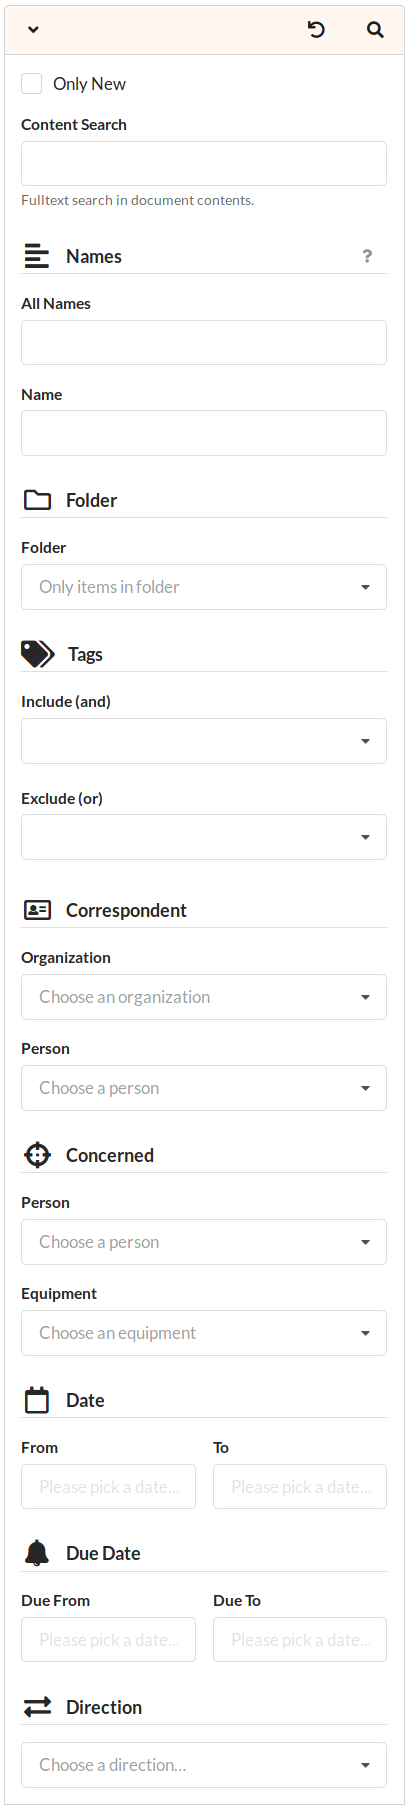 Only New
Content Search
Fulltext search in document contents.
Names ?
All Names
Name
Folder
Folder
Only items in folder
Tags
Include (and)
Exclude (or)
Correspondent
Organization
Choose an organization
Person
Choose a person
Concerned
Person
Choose a person
Equipment
Choose an equipment
Date
From To
Please pick a date... Please pick a date...
Due Date
Due From Due To
Please pick a date... Please pick a date...
Direction
Choose a direction...